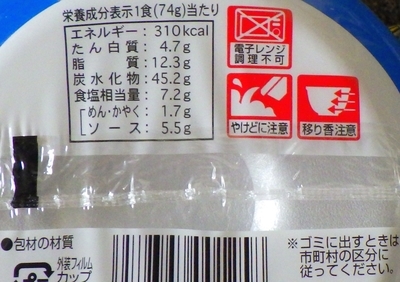 栄養成分表示1食(74g)当たり
エネルギー: 310kcal
たん白質: 4.7g
脂質: 12.3g
炭水化物: 45.2g
食塩相当量: 7.2g
(めん・かやく: 1.7g
ソース: 5.5g)
電子レンジ
調理不可
やけどに注意
移り香注意
●包材の材質
外装フィルム
カップ
※ゴミに出すときは
市町村の区分に
従ってください。